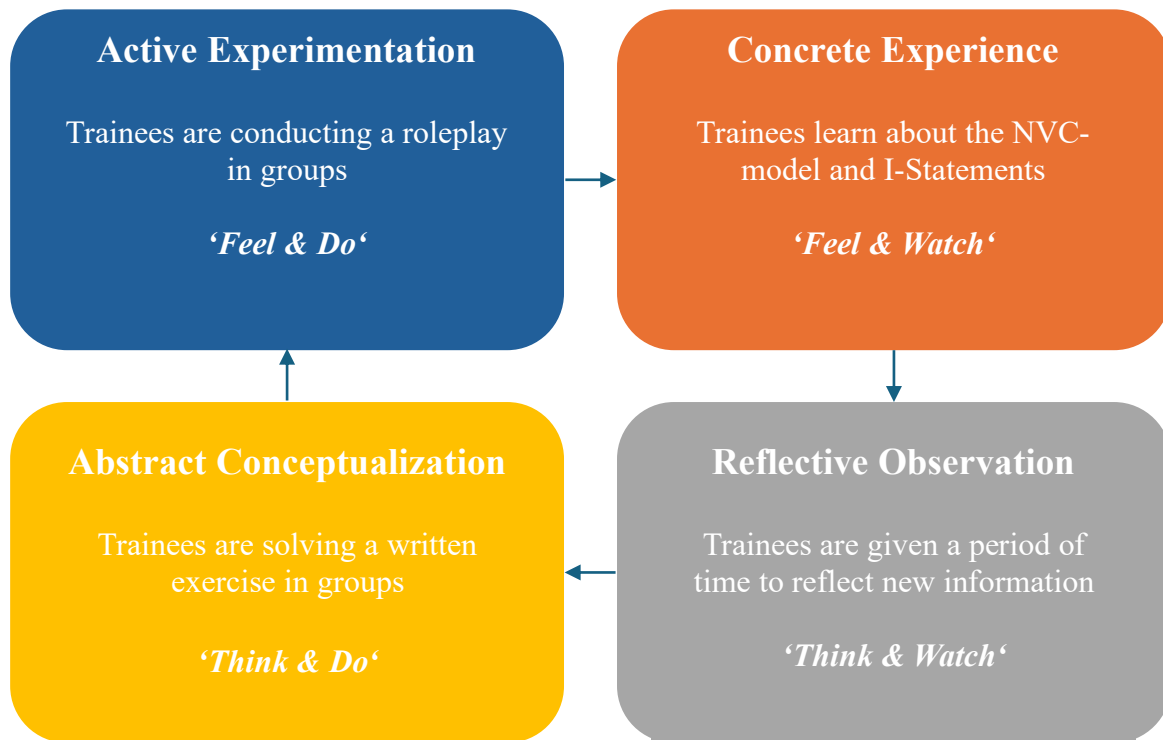 Active Experimentation
Trainees are conducting a roleplay
in groups
‘Feel & Do‘
Concrete Experience
Trainees learn about the NVC-
model and I-Statements
‘Feel & Watch‘
Abstract Conceptualization
Trainees are solving a written
exercise in groups
‘Think & Do‘
Reflective Observation
Trainees are given a period of
time to reflect new information
‘Think & Watch‘